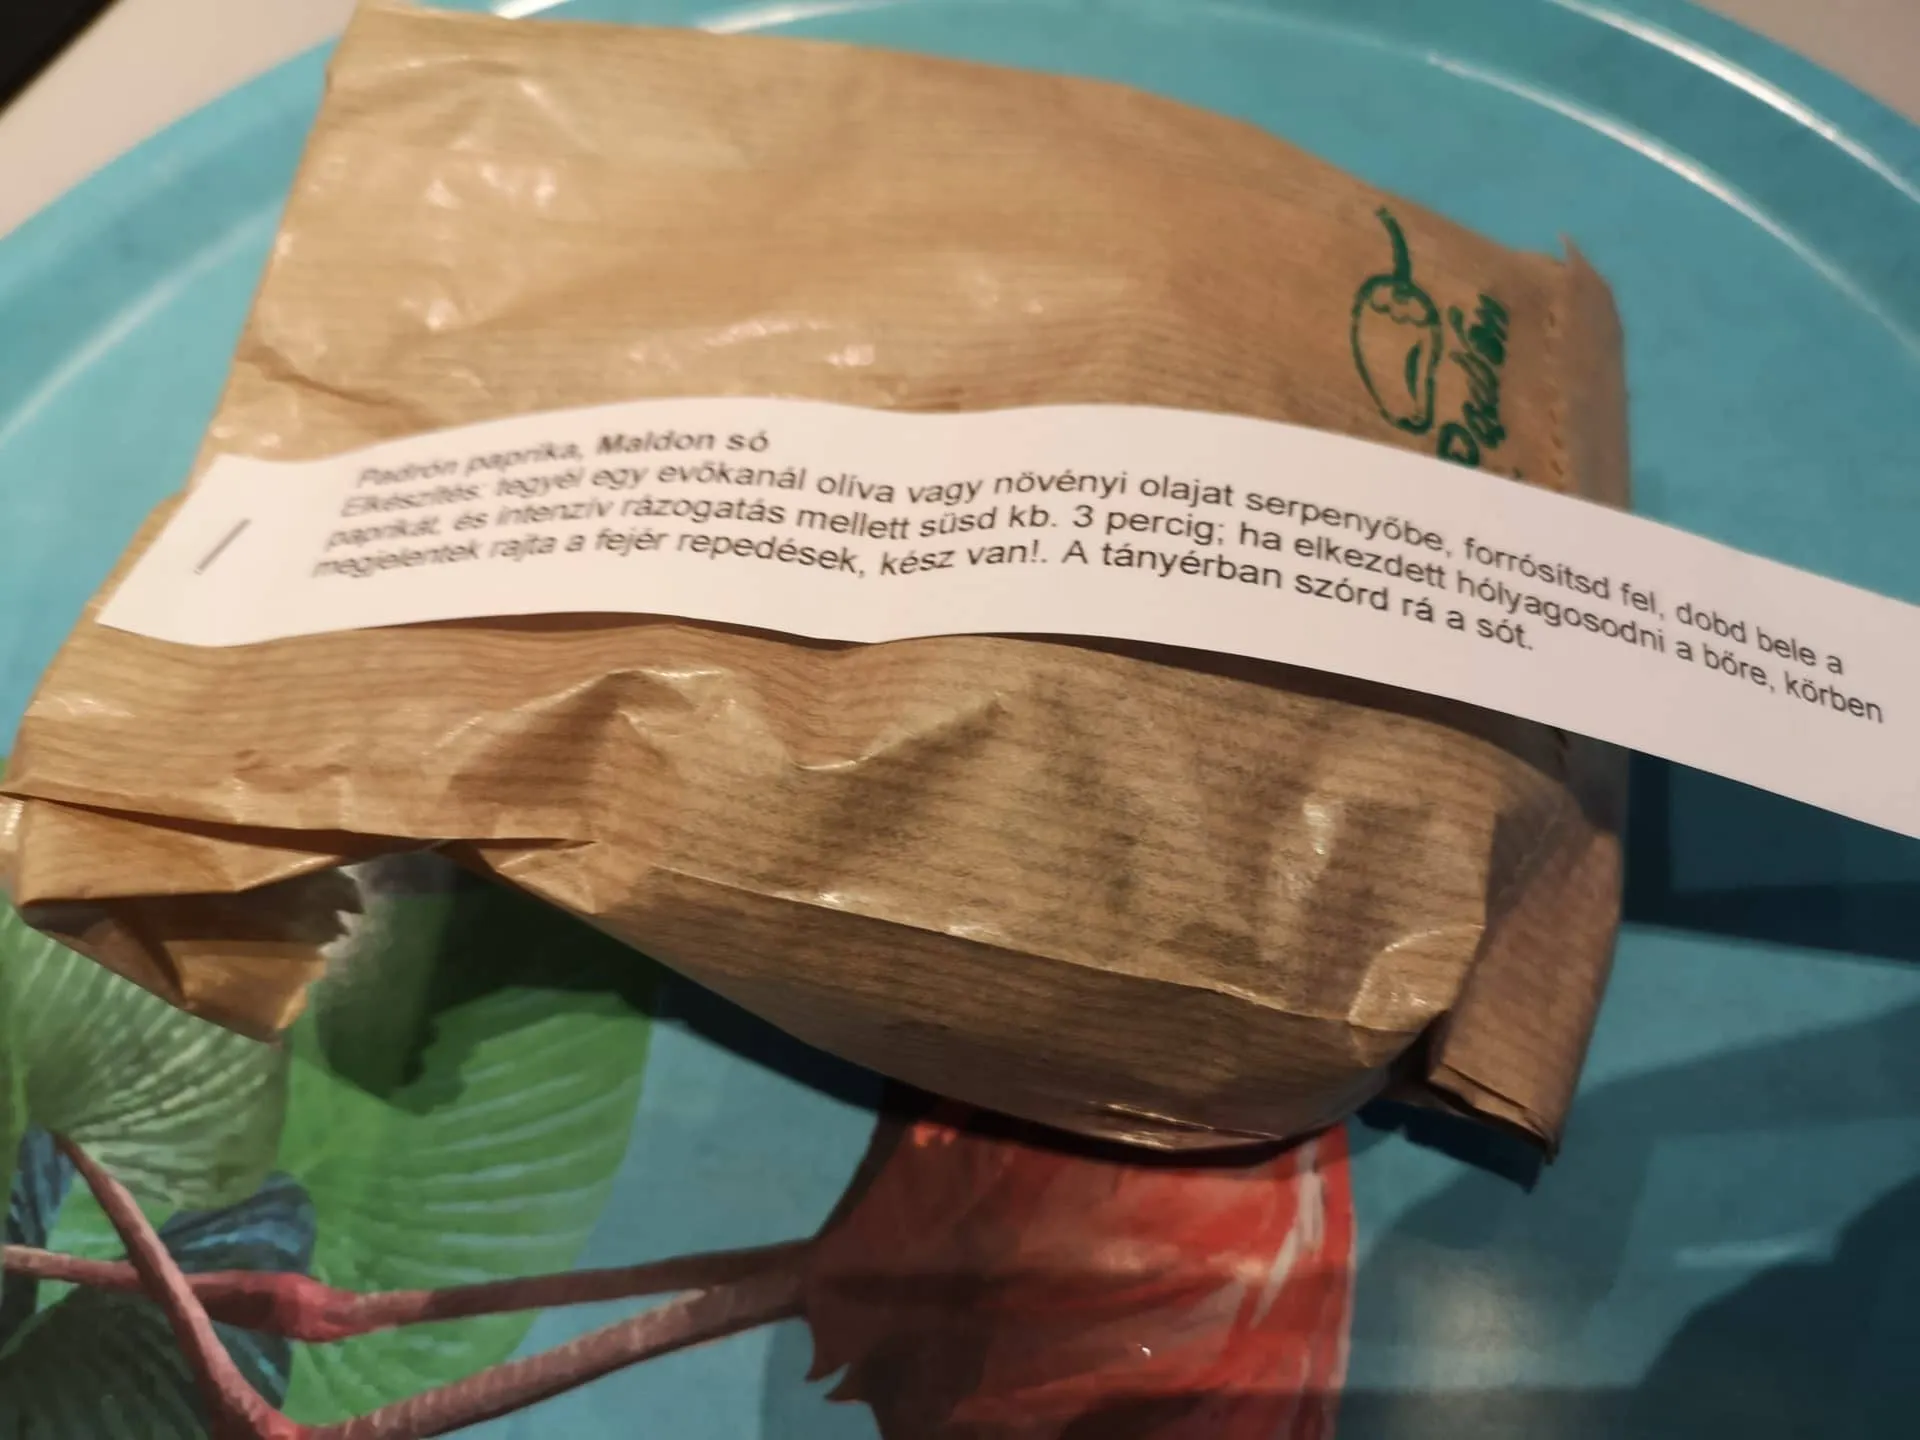 Padrón
Padrón paprika, Maldon só
Elkészítés: tegyél egy evőkanál olíva vagy növényi olajat serpenyőbe, forrósítsd fel, dobd bele a
paprikát, és intenzív rázogatás mellett süsd kb. 3 percig; ha elkezdett hólyagosodni a bőre, körben
megjelentek rajta a fejér repedések, kész van!. A tányérban szórd rá a sót.